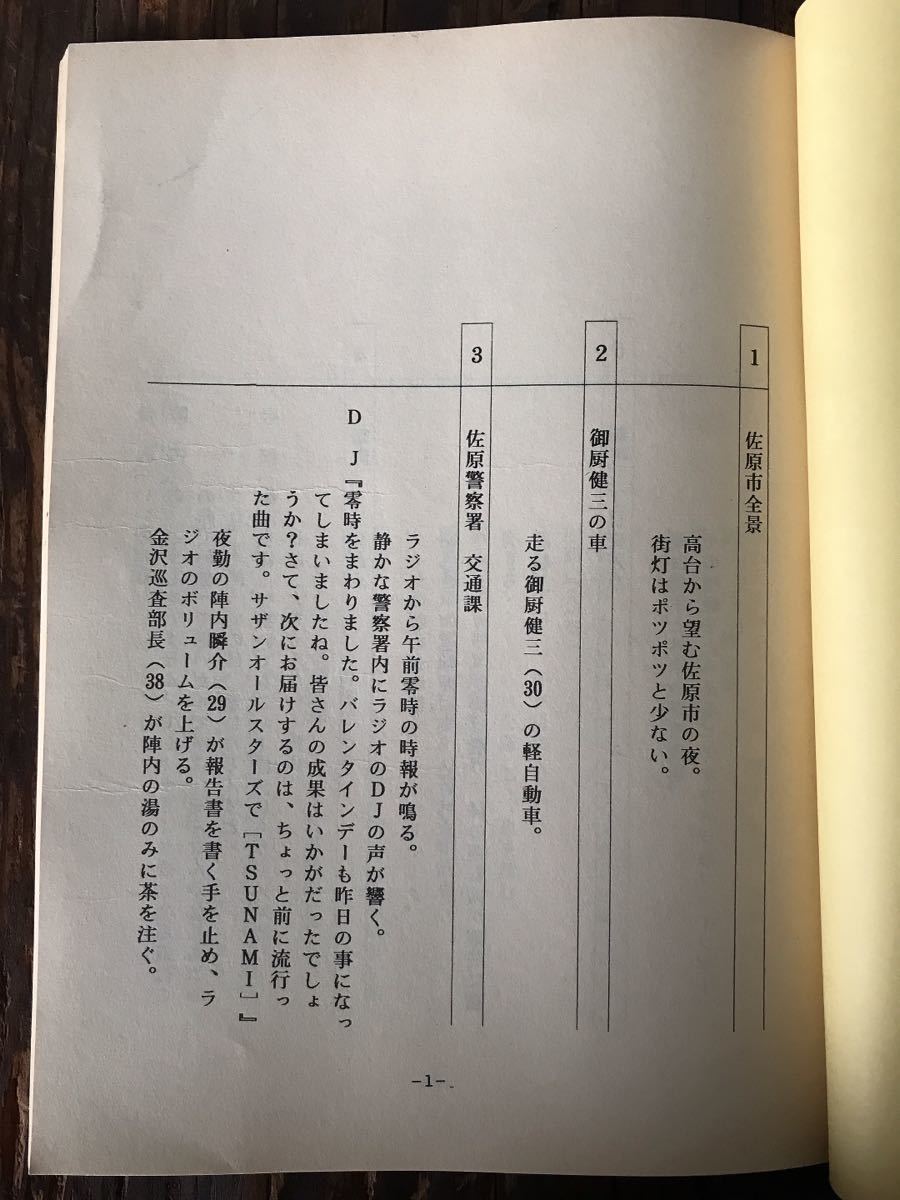 1 佐原市全景
高台から望む佐原市の夜。
街灯はポツポツと少ない。
2 御厨健三の車
走る御厨健三（30）の軽自動車。
3 佐原警察署 交通課
ラジオから午前零時の時報が鳴る。
静かな警察署内にラジオのDJの声が響く。
D J『零時をまわりました。バレンタインデーも昨日の事になっ
てしまいましたね。皆さんの成果はいかがだったでしょ
うか？さて、次にお届けするのは、ちょっと前に流行っ
た曲です。サザンオールスターズで［TSUNAMI］』
夜勤の陣内瞬介（29）が報告書を書く手を止め、ラ
ジオのボリュームを上げる。
金沢巡査部長（38）が陣内の湯のみに茶を注ぐ。
-1-